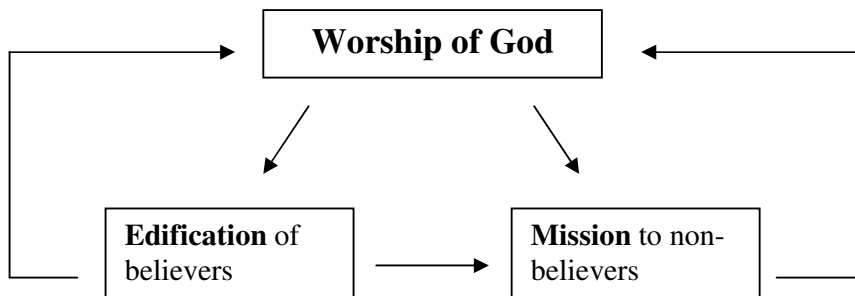 Worship of God
Edification of
believers
Mission to non-
believers